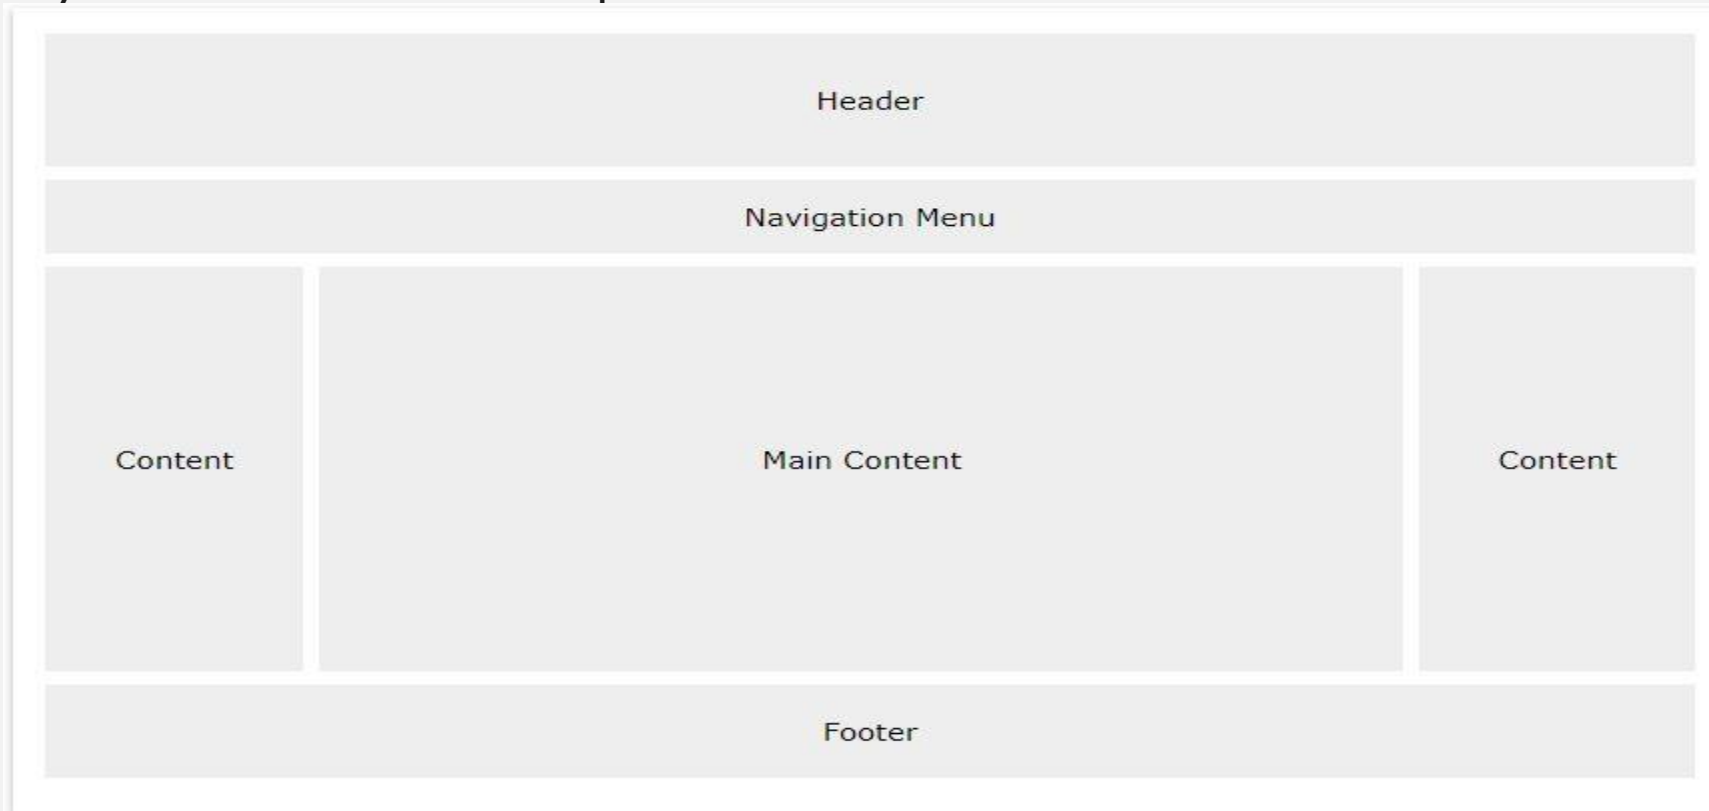 Header
Navigation Menu
Content
Main Content
Content
Footer